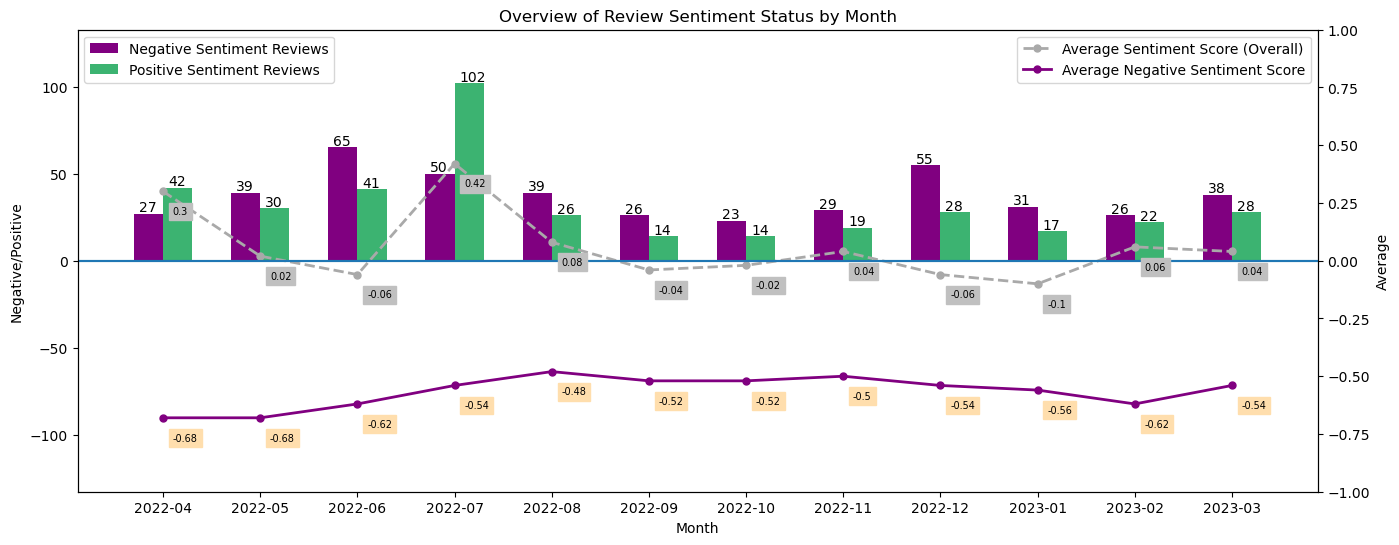 Overview of Review Sentiment Status by Month
Negative Sentiment Reviews
Positive Sentiment Reviews
Average Sentiment Score (Overall)
Average Negative Sentiment Score
Negative/Positive
100
50
0
−50
−100
27 42 39 30 65 41 50 102 39 26 26 14 23 14 29 19 55 28 31 17 26 22 38 28
0.3 0.02 -0.06 0.42 0.08 -0.04 -0.02 0.04 -0.06 -0.1 0.06 0.04
-0.68 -0.68 -0.62 -0.54 -0.48 -0.52 -0.52 -0.5 -0.54 -0.56 -0.62 -0.54
1.00
0.75
0.50
0.25
0.00
−0.25
−0.50
−0.75
−1.00
Average
2022-04 2022-05 2022-06 2022-07 2022-08 2022-09 2022-10 2022-11 2022-12 2023-01 2023-02 2023-03
Month